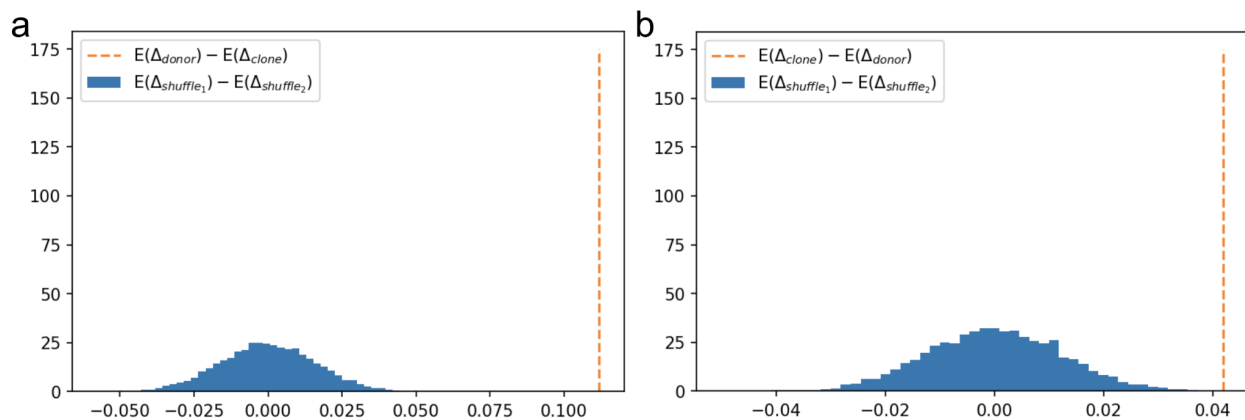 a
175
E(Δdonor) − E(Δclone)
E(Δshuffle1) − E(Δshuffle2)
150
125
100
75
50
25
0
−0.050 −0.025 0.000 0.025 0.050 0.075 0.100
b
175
E(Δclone) − E(Δdonor)
E(Δshuffle1) − E(Δshuffle2)
150
125
100
75
50
25
0
−0.04 −0.02 0.00 0.02 0.04